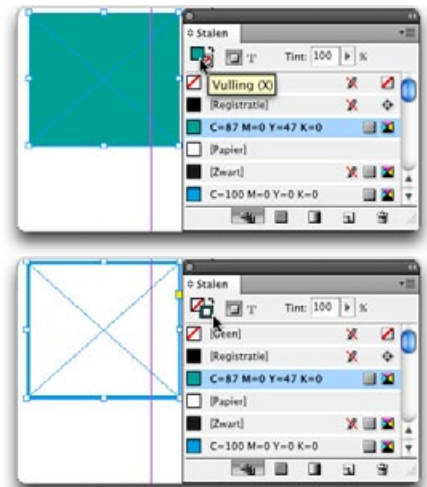 Stalen
T Tint: 100 %
Vulling (X)
[Registratie]
C=87 M=0 Y=47 K=0
[Papier]
[Zwart]
C=100 M=0 Y=0 K=0
Stalen
T Tint: 100 %
[Geen]
[Registratie]
C=87 M=0 Y=47 K=0
[Papier]
[Zwart]
C=100 M=0 Y=0 K=0